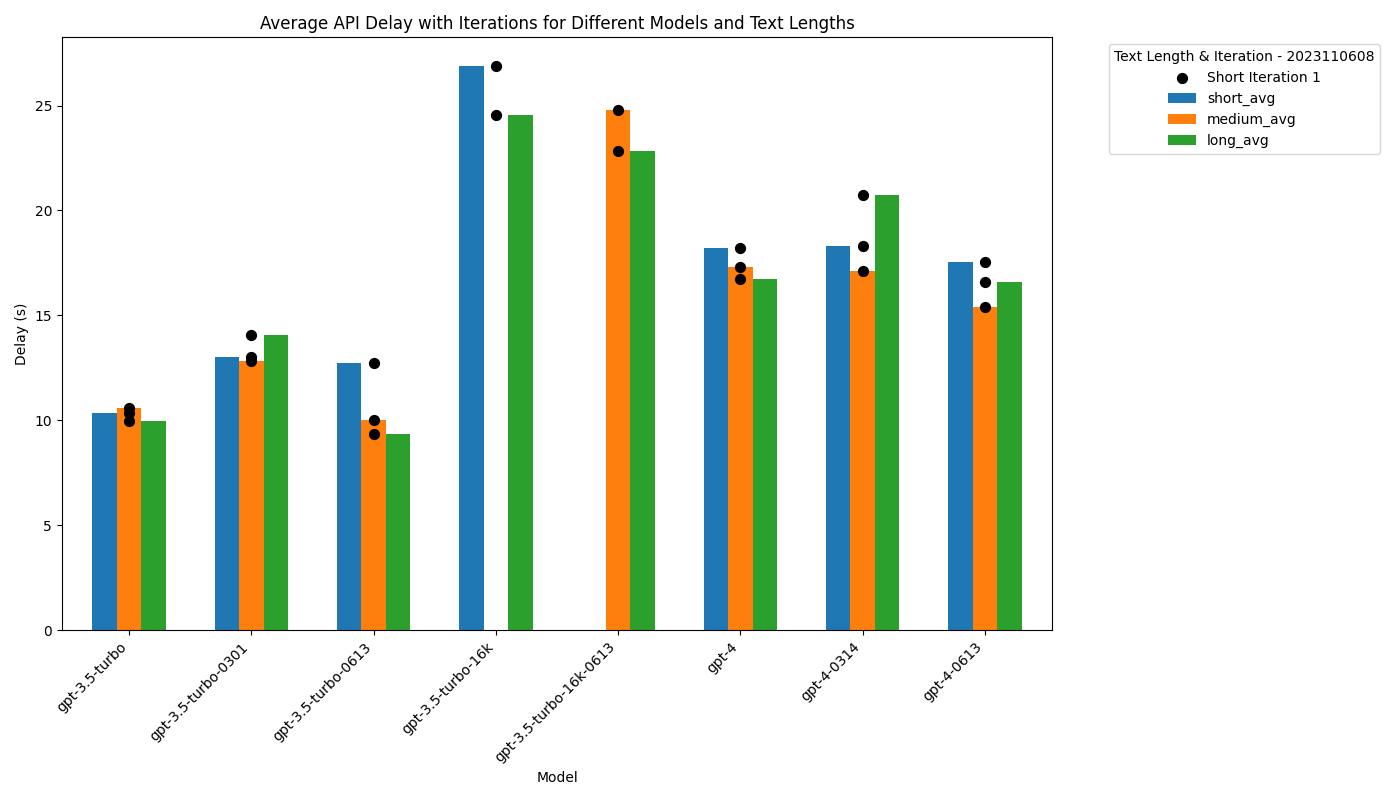 Average API Delay with Iterations for Different Models and Text Lengths
Text Length & Iteration - 2023110608
Short Iteration 1
short_avg
medium_avg
long_avg
Delay (s)
25
20
15
10
5
0
gpt-3.5-turbo
gpt-3.5-turbo-0301
gpt-3.5-turbo-0613
gpt-3.5-turbo-16k
gpt-3.5-turbo-16k-0613
gpt-4
gpt-4-0314
gpt-4-0613
Model